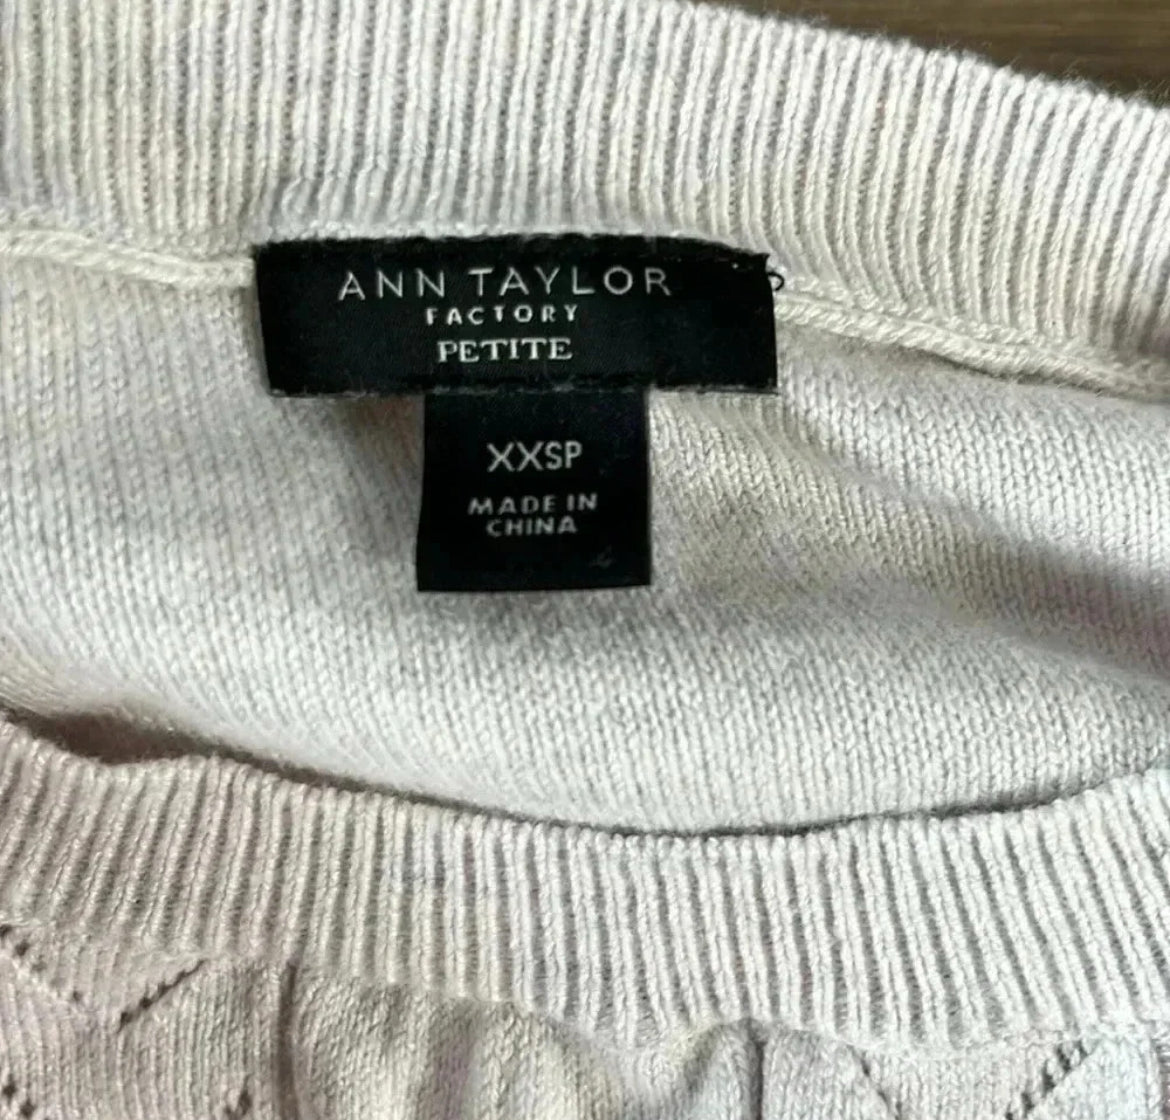 ANN TAYLOR
FACTORY
PETITE
XXSP
MADE IN
CHINA